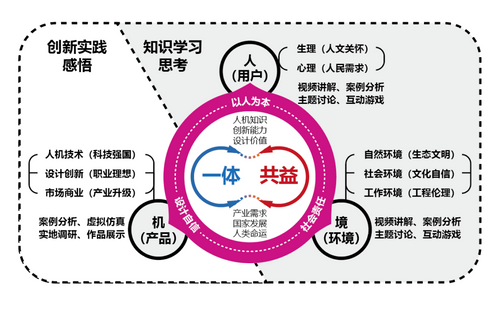 创新实践
感悟
知识学习
思考
人
(用户)
生理（人文关怀）
心理（人民需求）
视频讲解、案例分析
主题讨论、互动游戏
以人为本
人机知识
创新能力
设计价值
一体
共益
产业需求
国家发展
人类命运
设计自信
社会责任
人机技术（科技强国）
设计创新（职业理想）
市场商业（产业升级）
案例分析、虚拟仿真
实地调研、作品展示
机
(产品)
自然环境（生态文明）
社会环境（文化自信）
工作环境（工程伦理）
境
(环境)
视频讲解、案例分析
主题讨论、互动游戏